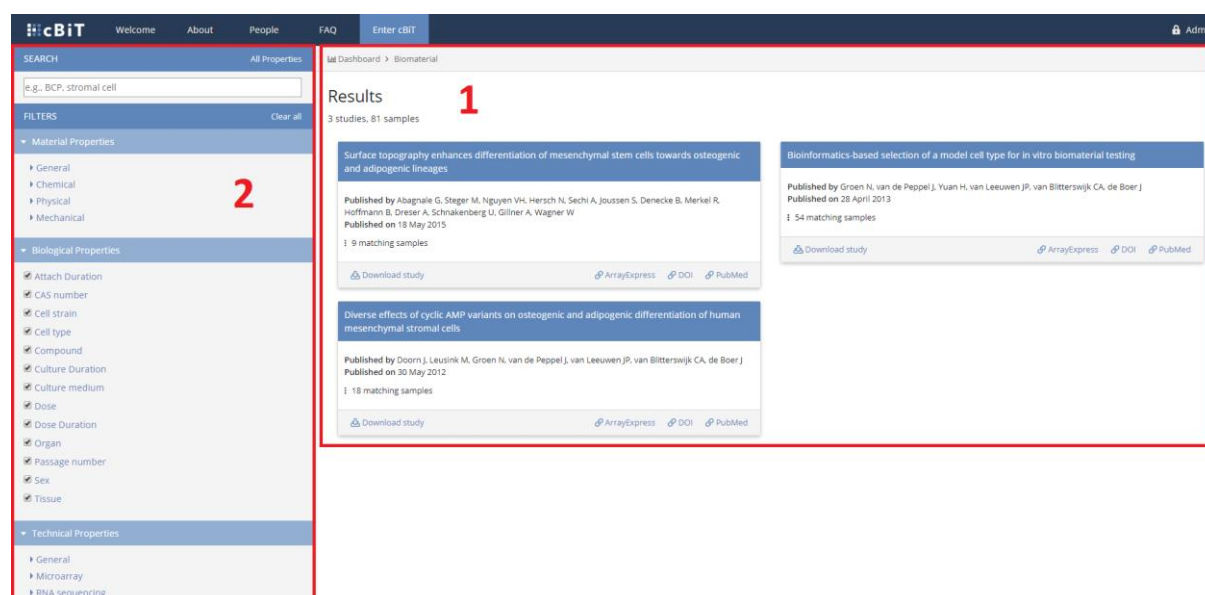 cBiT Welcome About People FAQ Enter cBiT Adm
SEARCH All Properties
e.g., BCP, stromal cell
FILTERS Clear all
Material Properties
General
Chemical
Physical
Mechanical
2
Biological Properties
Attach Duration
CAS number
Cell strain
Cell type
Compound
Culture Duration
Culture medium
Dose
Dose Duration
Organ
Passage number
Sex
Tissue
Technical Properties
General
Microarray
RNA sequencing
Dashboard > Biomaterial
Results
1
3 studies, 81 samples
Surface topography enhances differentiation of mesenchymal stem cells towards osteogenic
and adipogenic lineages
Published by Abagnale G, Steger M, Nguyen VH, Hersch N, Sechi A, Joussen S, Denecke B, Merkel R,
Hoffmann B, Dreser A, Schnakenberg U, Gillner A, Wagner W
Published on 18 May 2015
9 matching samples
Download study ArrayExpress DOI PubMed
Bioinformatics-based selection of a model cell type for in vitro biomaterial testing
Published by Groen N, van de Peppel J, Yuan H, van Leeuwen JP, van Blitterswijk CA, de Boer J
Published on 28 April 2013
54 matching samples
Download study ArrayExpress DOI PubMed
Diverse effects of cyclic AMP variants on osteogenic and adipogenic differentiation of human
mesenchymal stromal cells
Published by Doorn J, Leusink M, Groen N, van de Peppel J, van Leeuwen JP, van Blitterswijk CA, de Boer J
Published on 30 May 2012
18 matching samples
Download study ArrayExpress DOI PubMed